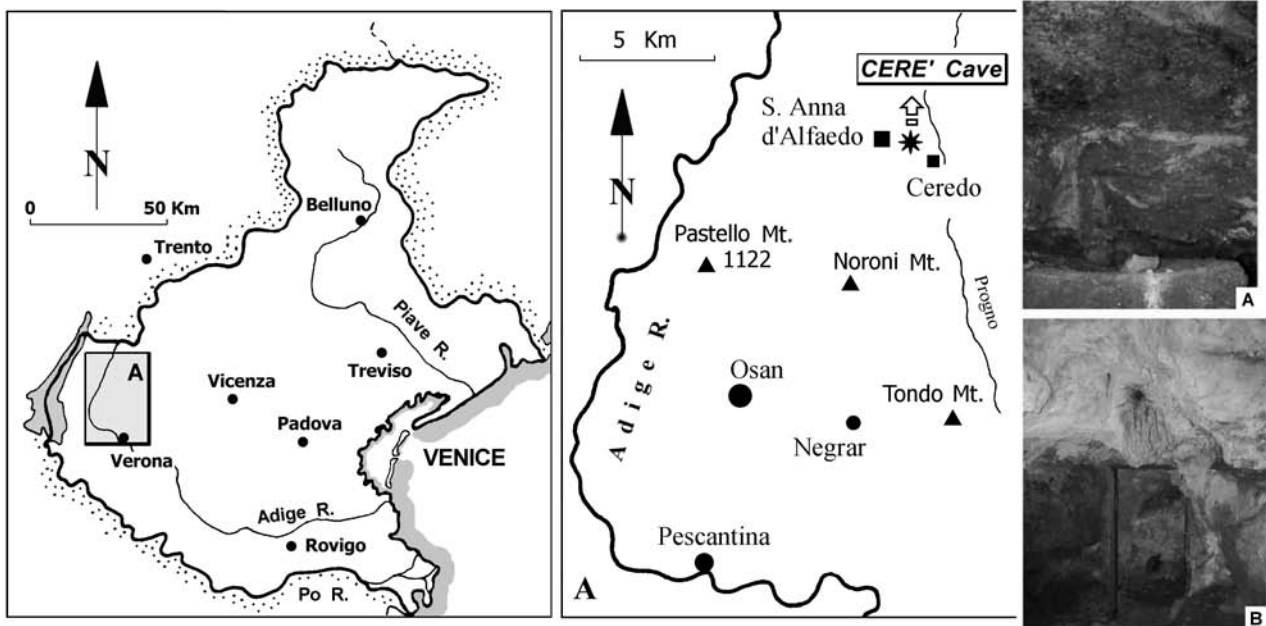 N
0 50 Km
Belluno
Trento
Piave R.
A
Vicenza
Treviso
Padova
Verona
VENICE
Adige R.
Rovigo
Po R.
5 Km
CERE' Cave
S. Anna
d'Alfaedo
N
Ceredo
Pastello Mt.
1122
Noroni Mt.
Progno
Adige R.
Osan
Tondo Mt.
Negrar
Pescantina
A
A
B